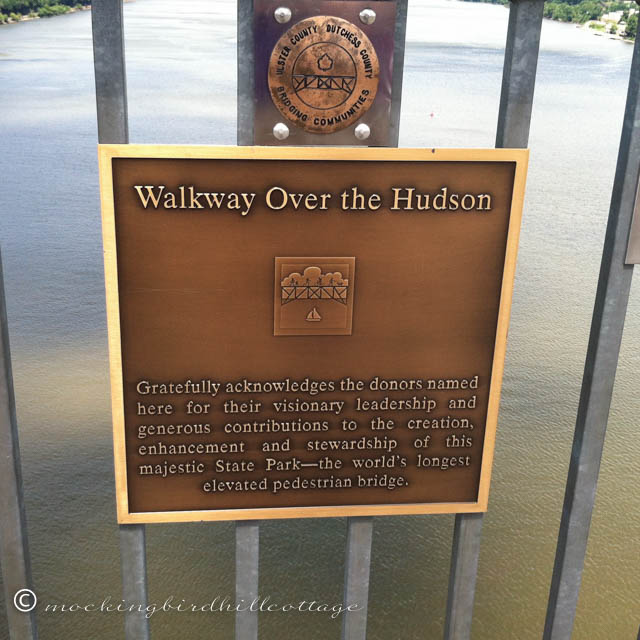 ULSTER COUNTY DUTCHESS COUNTY
BRIDGING COMMUNITIES
Walkway Over the Hudson
Gratefully acknowledges the donors named
here for their visionary leadership and
generous contributions to the creation,
enhancement and stewardship of this
majestic State Park—the world's longest
elevated pedestrian bridge.
© mockingbirdhillcottage